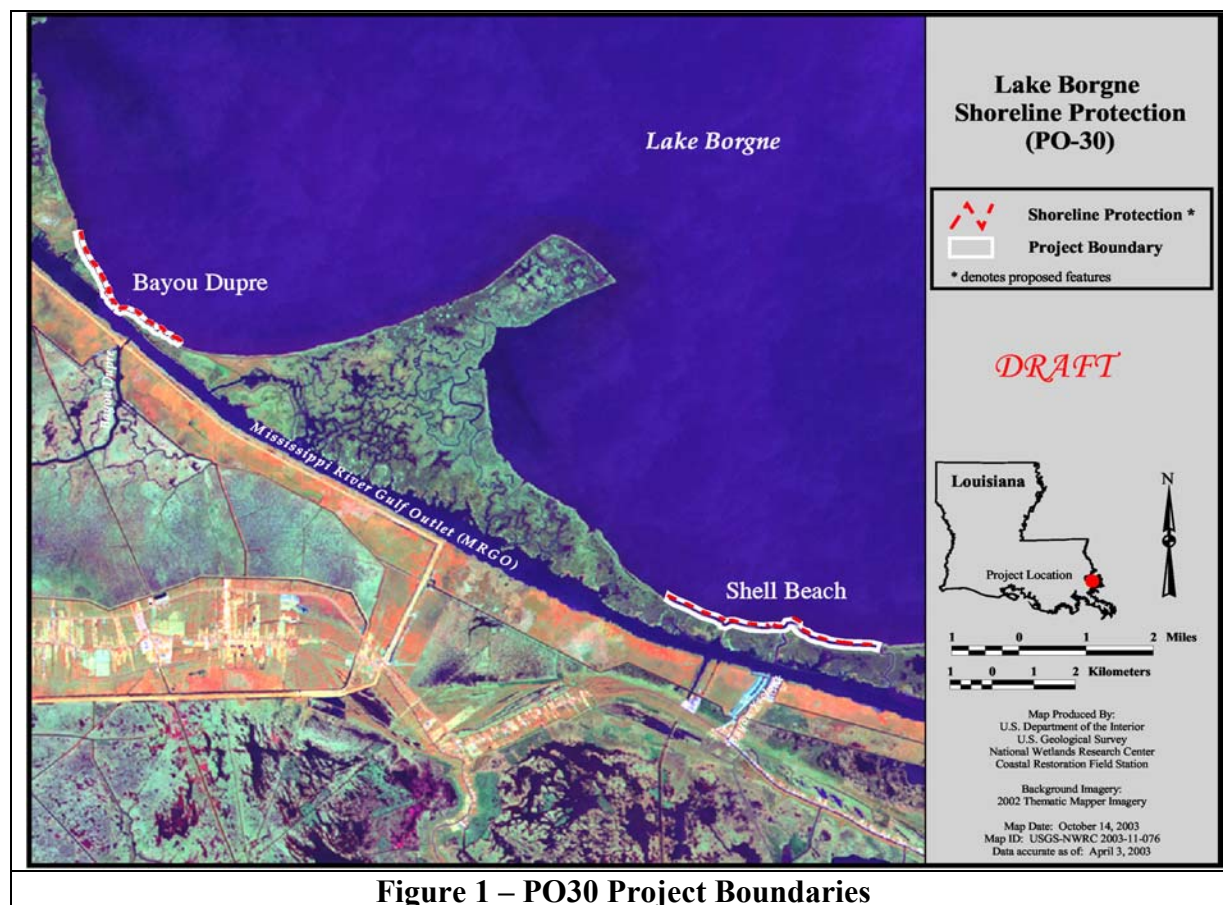 Lake Borgne
Bayou Dupre
Bayou Dupre
Mississippi River Gulf Outlet (MRGO)
Shell Beach
Lake Borgne
Shoreline Protection
(PO-30)
Shoreline Protection *
Project Boundary
* denotes proposed features
DRAFT
Louisiana
N
Project Location
1 0 1 2 Miles
1 0 1 2 Kilometers
Map Produced By:
U.S. Department of the Interior
U.S. Geological Survey
National Wetlands Research Center
Coastal Restoration Field Station
Background Imagery:
2002 Thematic Mapper Imagery
Map Date: October 14, 2003
Map ID: USGS-NWRC 2003-11-076
Data accurate as of: April 3, 2003
Figure 1 – PO30 Project Boundaries